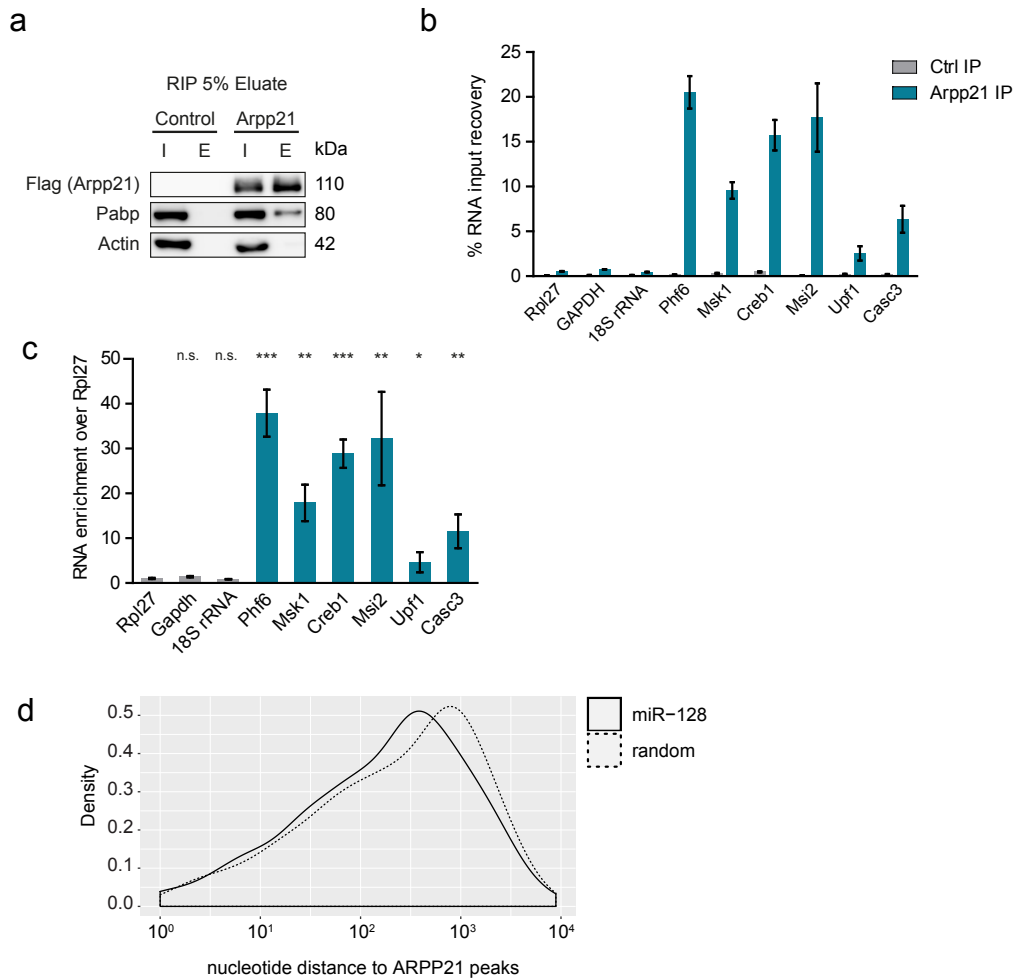 a
RIP 5% Eluate
Control Arpp21
I E I E kDa
Flag (Arpp21) 110
Pabp 80
Actin 42
b
% RNA input recovery
25
20
15
10
5
0
Rpl27 GAPDH 18S rRNA Phf6 Msk1 Creb1 Msi2 Upf1 Casc3
Ctrl IP
Arpp21 IP
c
RNA enrichment over Rpl27
n.s. n.s. *** ** *** ** * **
50
40
30
20
10
0
Rpl27 Gapdh 18S rRNA Phf6 Msk1 Creb1 Msi2 Upf1 Casc3
d
Density
0.5
0.4
0.3
0.2
0.1
0.0
10⁰ 10¹ 10² 10³ 10⁴
nucleotide distance to ARPP21 peaks
miR−128
random